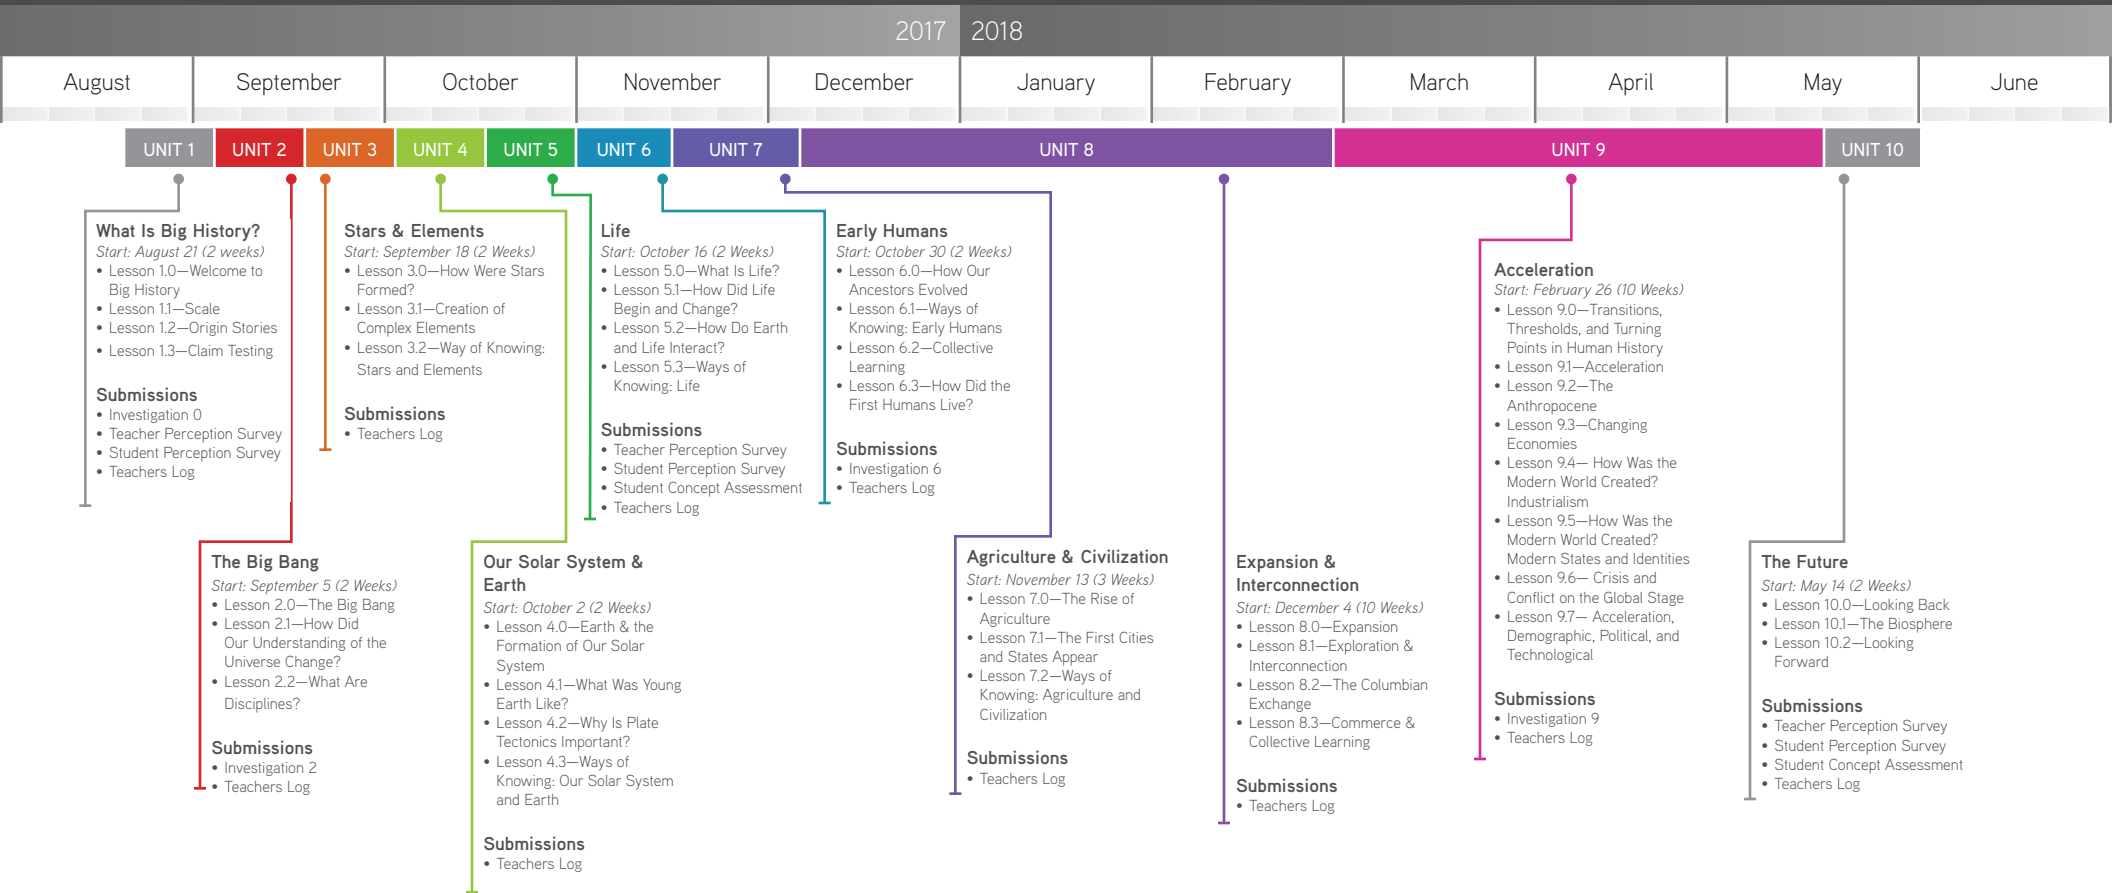 2017 2018
August September October November December January February March April May June
UNIT 1 UNIT 2 UNIT 3 UNIT 4 UNIT 5 UNIT 6 UNIT 7 UNIT 8 UNIT 9 UNIT 10
What Is Big History?
Start: August 21 (2 weeks)
• Lesson 1.0—Welcome to
Big History
• Lesson 1.1—Scale
• Lesson 1.2—Origin Stories
• Lesson 1.3—Claim Testing
Submissions
• Investigation 0
• Teacher Perception Survey
• Student Perception Survey
• Teachers Log
The Big Bang
Start: September 5 (2 Weeks)
• Lesson 2.0—The Big Bang
• Lesson 2.1—How Did
Our Understanding of the
Universe Change?
• Lesson 2.2—What Are
Disciplines?
Submissions
• Investigation 2
• Teachers Log
Stars & Elements
Start: September 18 (2 Weeks)
• Lesson 3.0—How Were Stars
Formed?
• Lesson 3.1—Creation of
Complex Elements
• Lesson 3.2—Way of Knowing:
Stars and Elements
Submissions
• Teachers Log
Our Solar System &
Earth
Start: October 2 (2 Weeks)
• Lesson 4.0—Earth & the
Formation of Our Solar
System
• Lesson 4.1—What Was Young
Earth Like?
• Lesson 4.2—Why Is Plate
Tectonics Important?
• Lesson 4.3—Ways of
Knowing: Our Solar System
and Earth
Submissions
• Teachers Log
Life
Start: October 16 (2 Weeks)
• Lesson 5.0—What Is Life?
• Lesson 5.1—How Did Life
Begin and Change?
• Lesson 5.2—How Do Earth
and Life Interact?
• Lesson 5.3—Ways of
Knowing: Life
Submissions
• Teacher Perception Survey
• Student Perception Survey
• Student Concept Assessment
• Teachers Log
Early Humans
Start: October 30 (2 Weeks)
• Lesson 6.0—How Our
Ancestors Evolved
• Lesson 6.1—Ways of
Knowing: Early Humans
• Lesson 6.2—Collective
Learning
• Lesson 6.3—How Did the
First Humans Live?
Submissions
• Investigation 6
• Teachers Log
Agriculture & Civilization
Start: November 13 (3 Weeks)
• Lesson 7.0—The Rise of
Agriculture
• Lesson 7.1—The First Cities
and States Appear
• Lesson 7.2—Ways of
Knowing: Agriculture and
Civilization
Submissions
• Teachers Log
Expansion &
Interconnection
Start: December 4 (10 Weeks)
• Lesson 8.0—Expansion
• Lesson 8.1—Exploration &
Interconnection
• Lesson 8.2—The Columbian
Exchange
• Lesson 8.3—Commerce &
Collective Learning
Submissions
• Teachers Log
Acceleration
Start: February 26 (10 Weeks)
• Lesson 9.0—Transitions,
Thresholds, and Turning
Points in Human History
• Lesson 9.1—Acceleration
• Lesson 9.2—The
Anthropocene
• Lesson 9.3—Changing
Economies
• Lesson 9.4— How Was the
Modern World Created?
Industrialism
• Lesson 9.5—How Was the
Modern World Created?
Modern States and Identities
• Lesson 9.6— Crisis and
Conflict on the Global Stage
• Lesson 9.7— Acceleration,
Demographic, Political, and
Technological
Submissions
• Investigation 9
• Teachers Log
The Future
Start: May 14 (2 Weeks)
• Lesson 10.0—Looking Back
• Lesson 10.1—The Biosphere
• Lesson 10.2—Looking
Forward
Submissions
• Teacher Perception Survey
• Student Perception Survey
• Student Concept Assessment
• Teachers Log